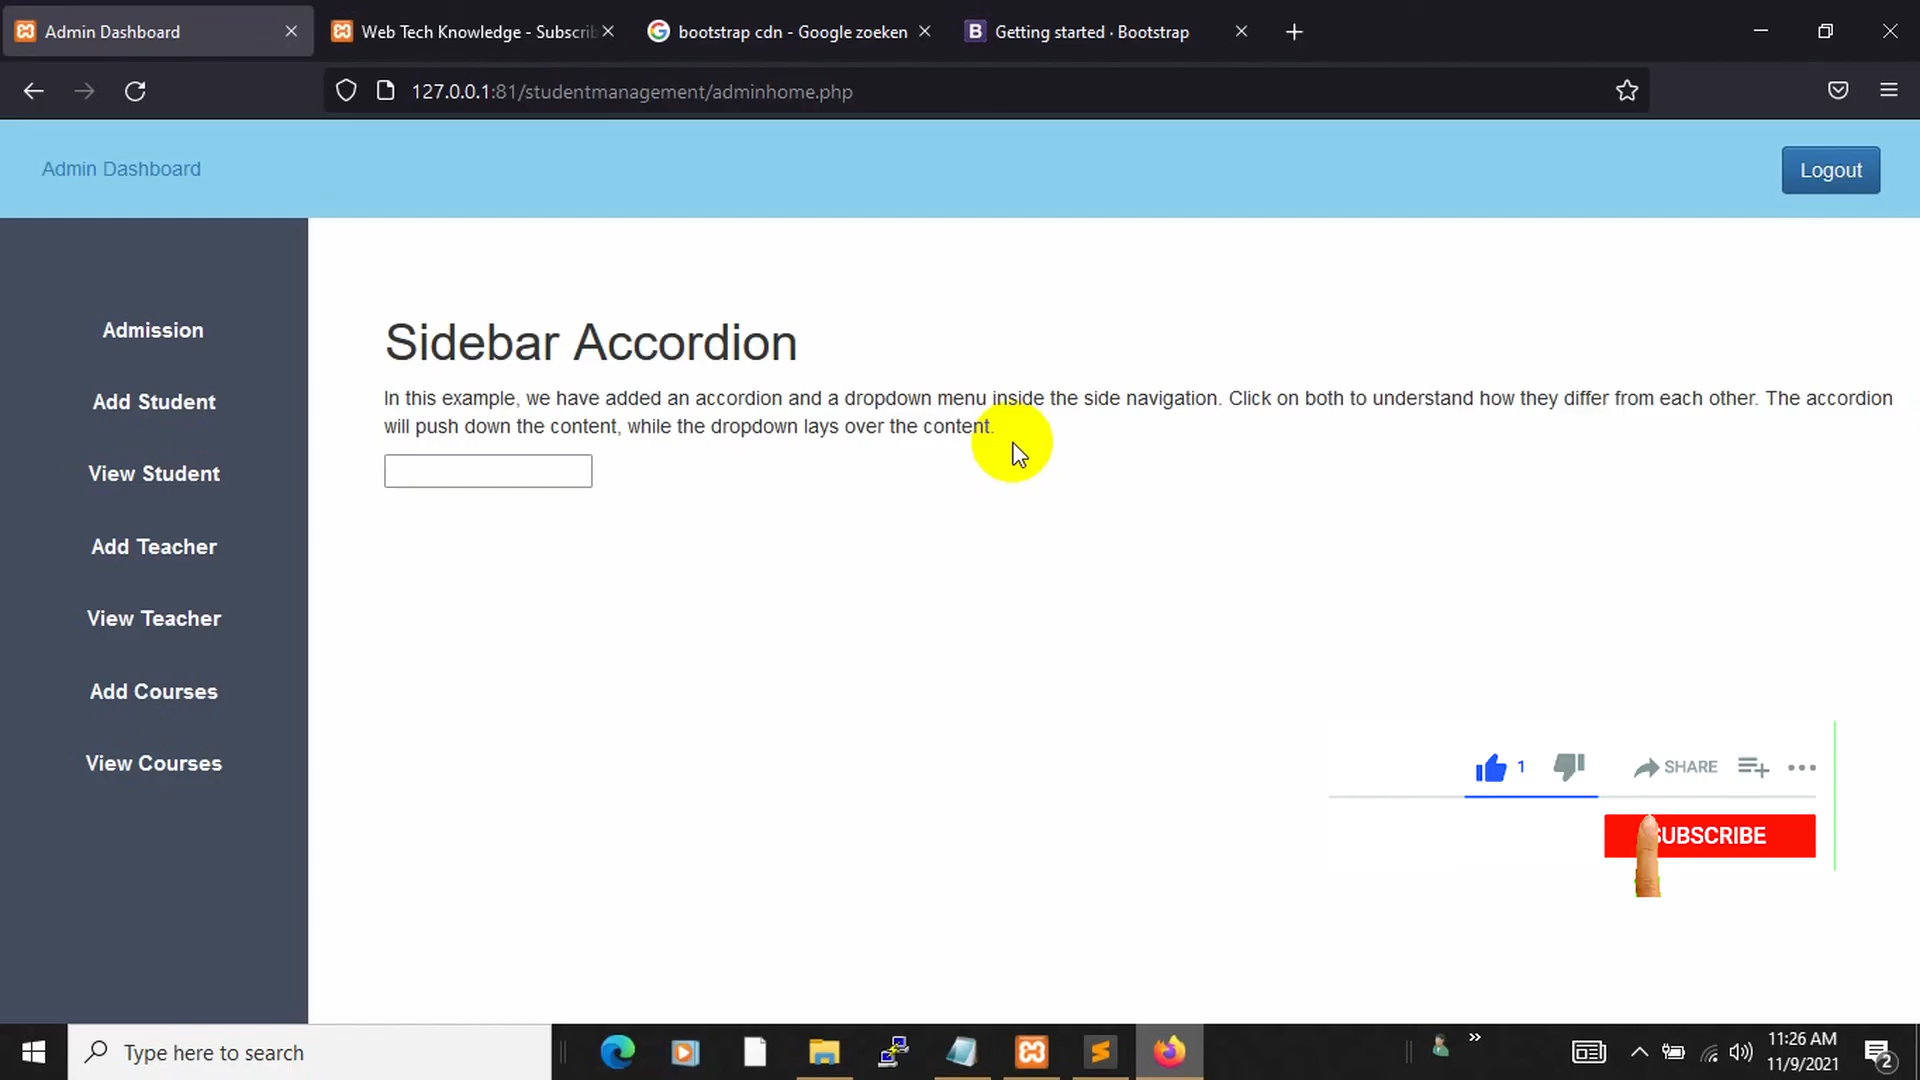 Admin Dashboard
Web Tech Knowledge - Subscrib
bootstrap cdn - Google zoeken
Getting started · Bootstrap
127.0.0.1:81/studentmanagement/adminhome.php
Admin Dashboard
Logout
Admission
Add Student
View Student
Add Teacher
View Teacher
Add Courses
View Courses
Sidebar Accordion
In this example, we have added an accordion and a dropdown menu inside the side navigation. Click on both to understand how they differ from each other. The accordion
will push down the content, while the dropdown lays over the content.
1
SHARE
SUBSCRIBE
Type here to search
11:26 AM
11/9/2021
2